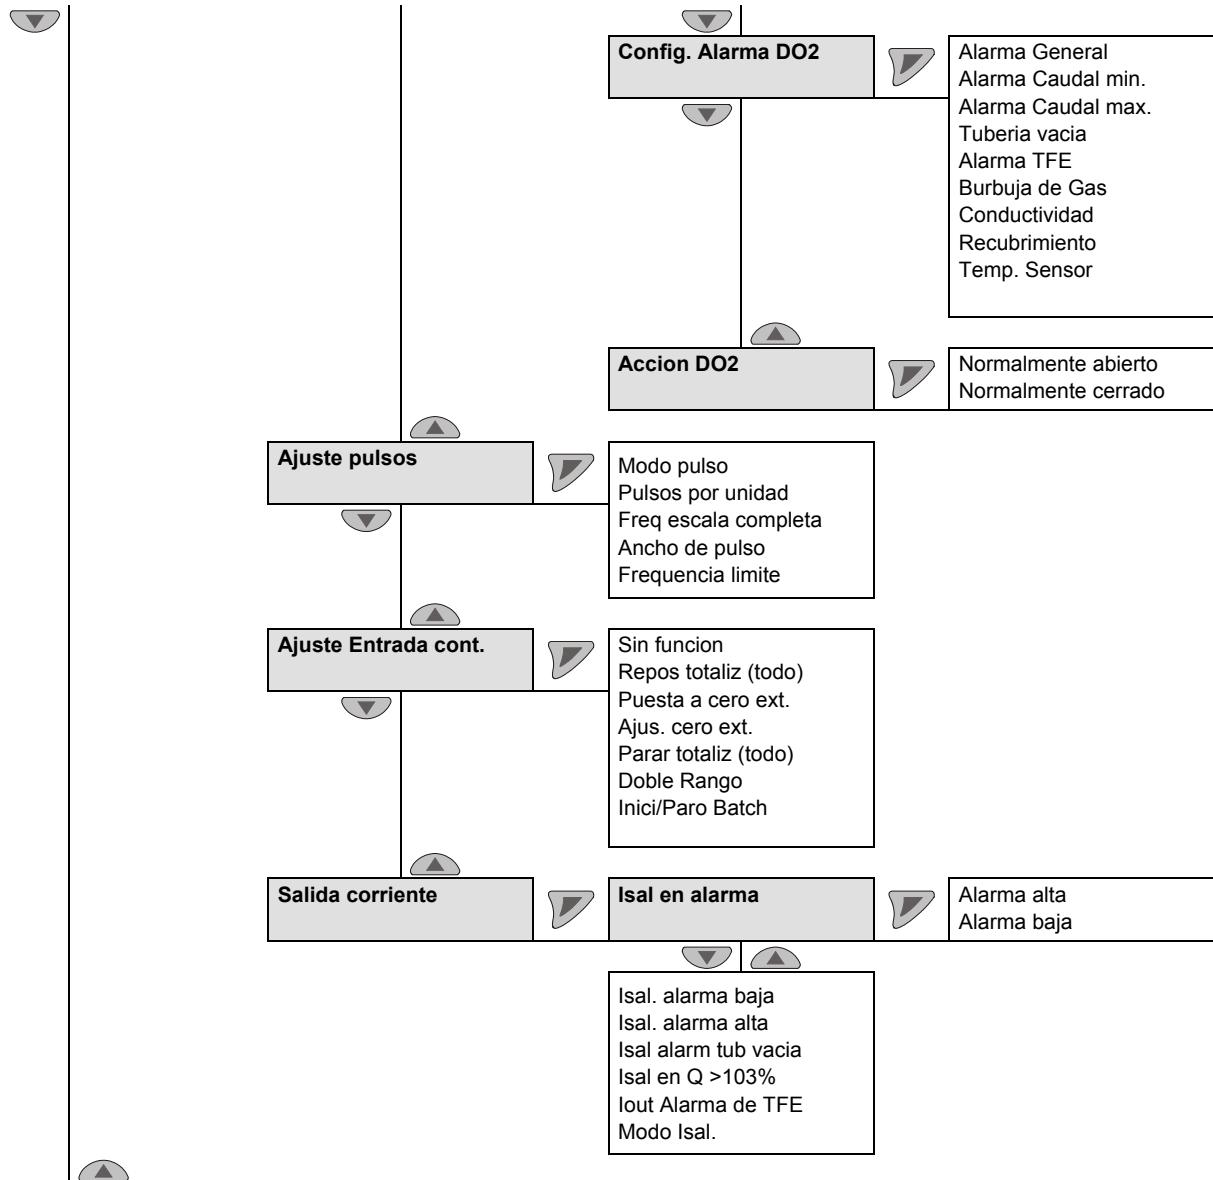 Config. Alarma DO2
Alarma General
Alarma Caudal min.
Alarma Caudal max.
Tuberia vacia
Alarma TFE
Burbuja de Gas
Conductividad
Recubrimiento
Temp. Sensor
Accion DO2
Normalmente abierto
Normalmente cerrado
Ajuste pulsos
Modo pulso
Pulsos por unidad
Freq escala completa
Ancho de pulso
Frequencia limite
Ajuste Entrada cont.
Sin funcion
Repos totaliz (todo)
Puesta a cero ext.
Ajus. cero ext.
Parar totaliz (todo)
Doble Rango
Inici/Paro Batch
Salida corriente
Isal en alarma
Alarma alta
Alarma baja
Isal. alarma baja
Isal. alarma alta
Isal alarm tub vacia
Isal en Q >103%
Iout Alarma de TFE
Modo Isal.